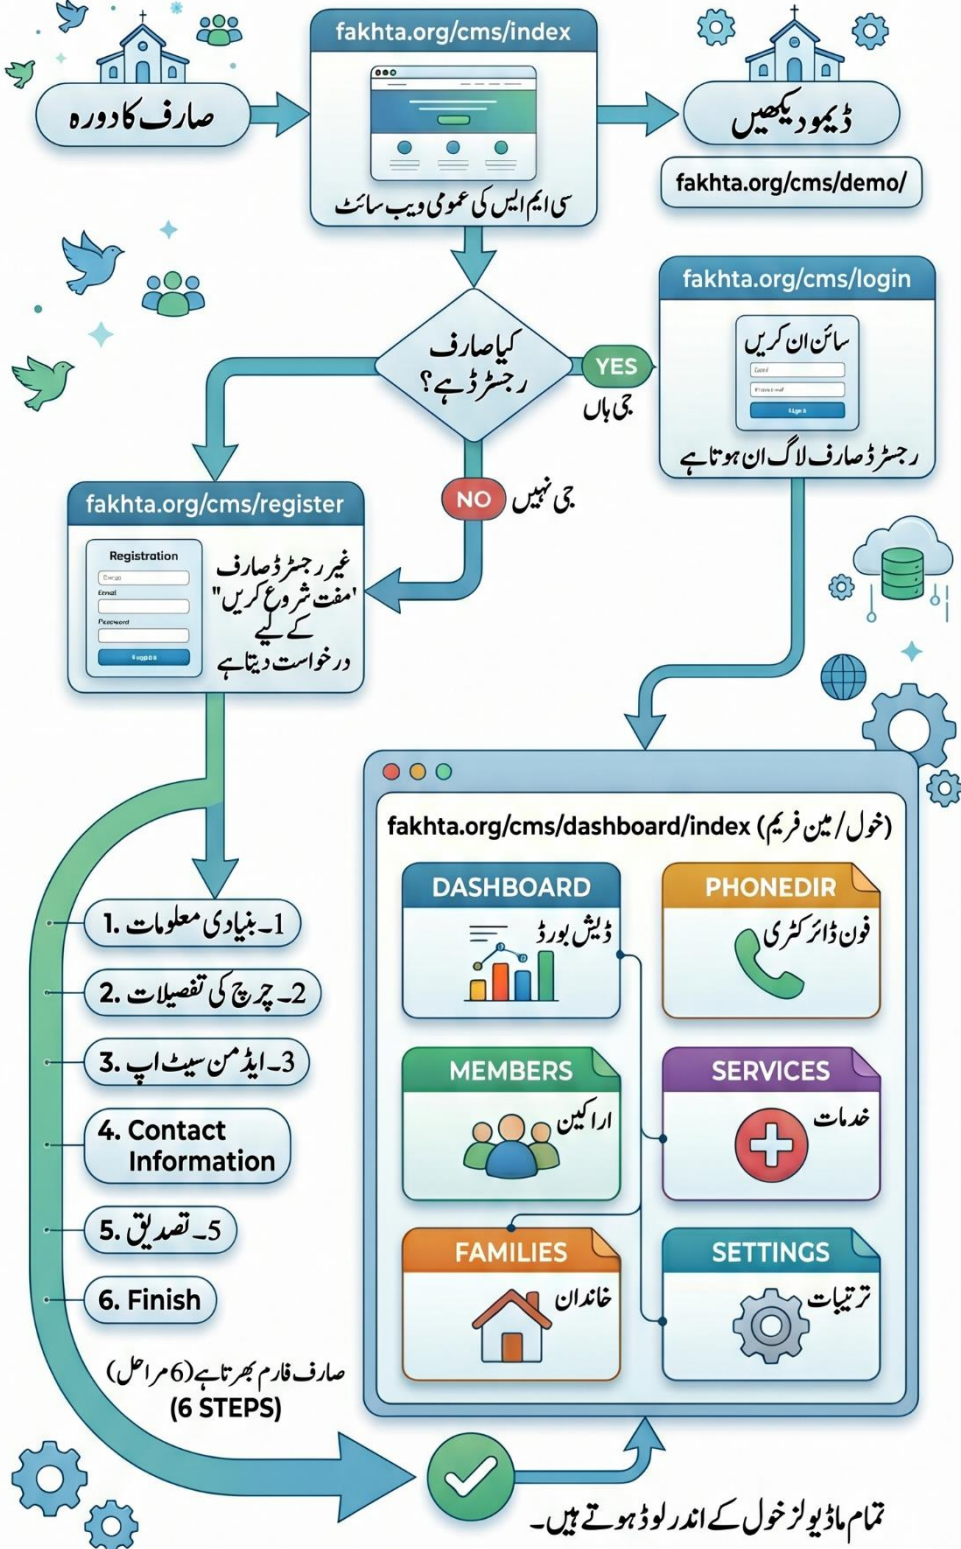 fakhta.org/cms/index
صارف کا دورہ
ڈیمو دیکھیں
fakhta.org/cms/demo/
سی ایم ایس کی عمومی ویب سائٹ
fakhta.org/cms/login
سائن ان کریں
رجسٹرڈ صارف لاگ ان ہوتا ہے
کیا صارف
رجسٹرڈ ہے؟
YES
جی ہاں
NO
جی نہیں
fakhta.org/cms/register
Registration
Email
Password
غیر رجسٹرڈ صارف
'مفت شروع کریں"
کے لیے
درخواست دیتا ہے
1. بنیادی معلومات ۔1
2. چرچ کی تفصیلات ۔2
3. ایڈمن سیٹ اپ ۔3
4. Contact
Information
5. تصدیق ۔5
6. Finish
صارف فارم بھرتا ہے (6 مراحل)
(6 STEPS)
fakhta.org/cms/dashboard/index (خول / مین فریم)
DASHBOARD
ڈیش بورڈ
PHONEDIR
فون ڈائرکٹری
MEMBERS
اراکین
SERVICES
خدمات
FAMILIES
خاندان
SETTINGS
ترتیبات
تمام ماڈیولز خول کے اندر لوڈ ہوتے ہیں۔